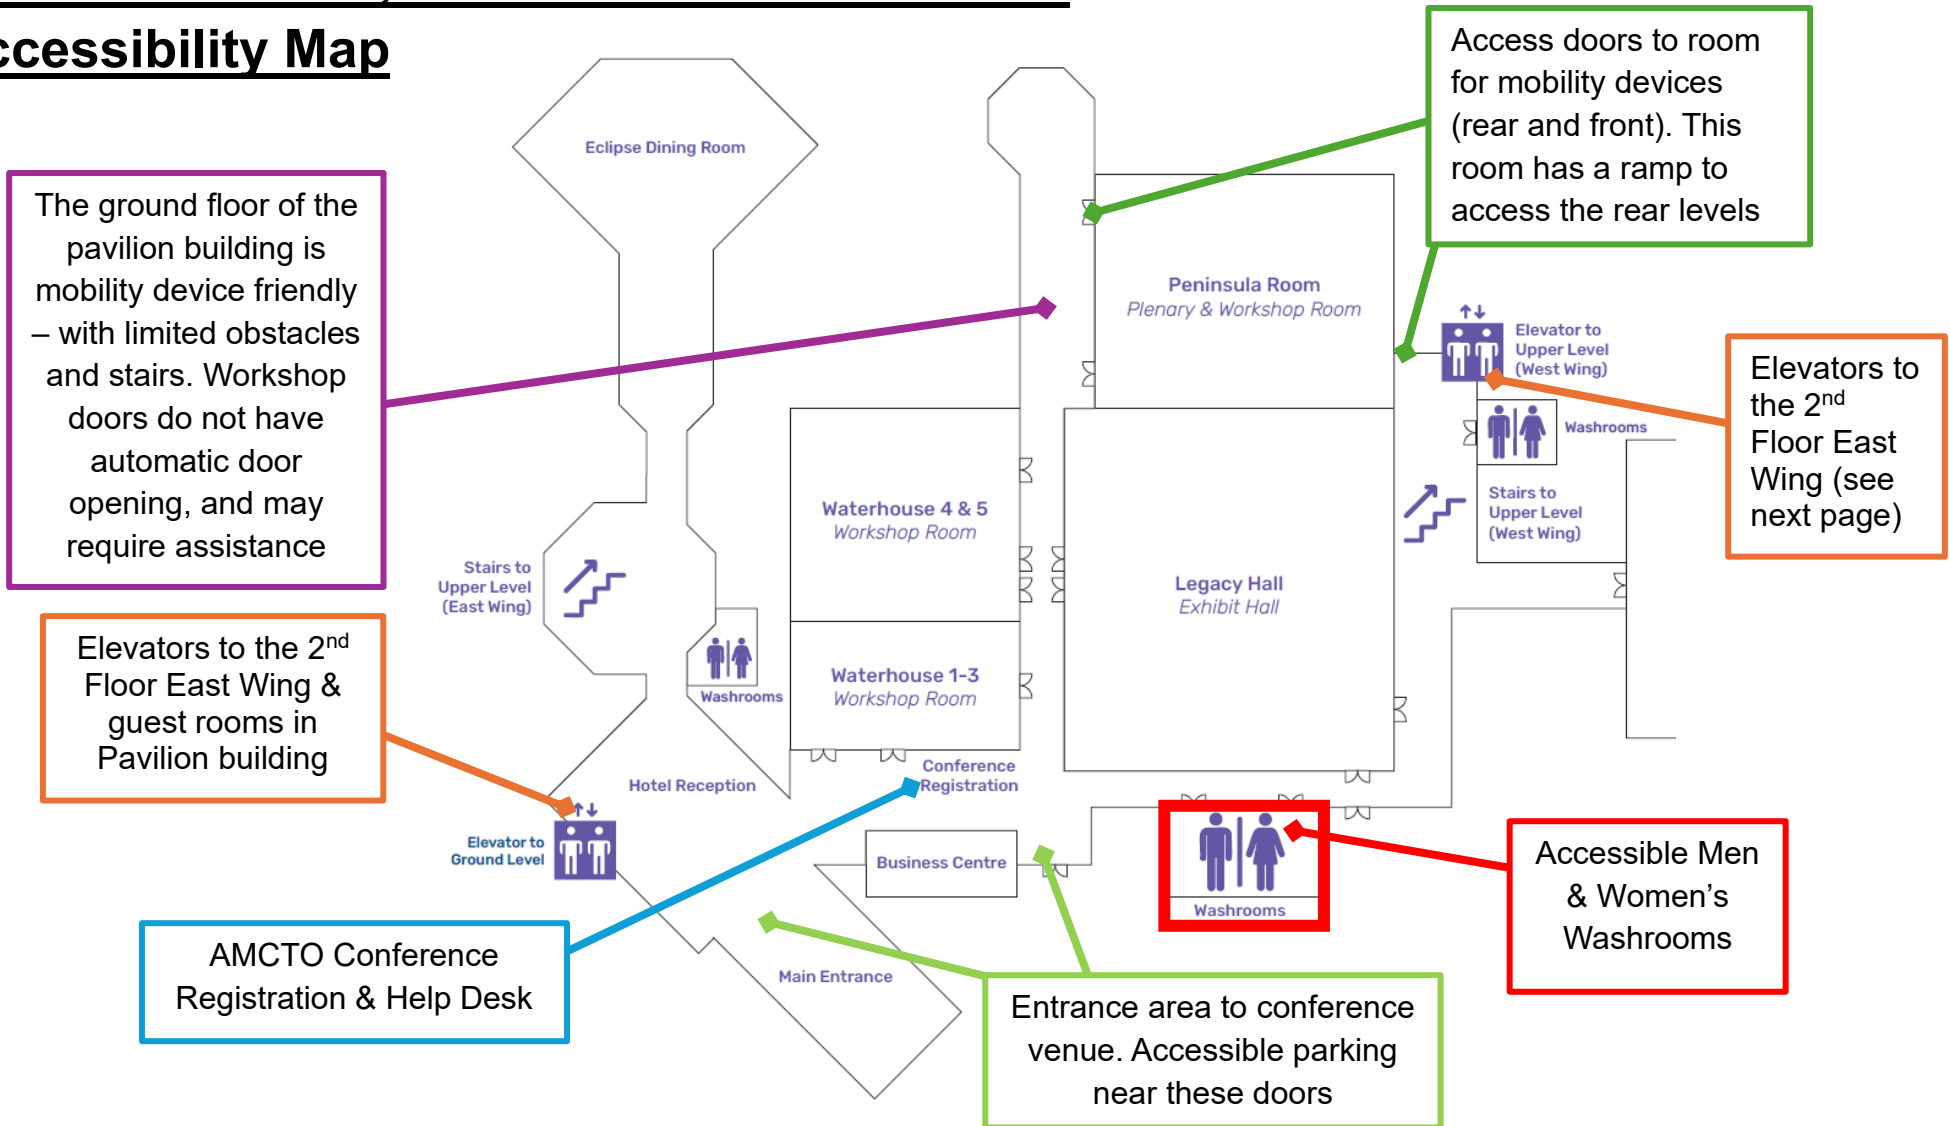 ccessibility Map
Access doors to room
for mobility devices
(rear and front). This
room has a ramp to
access the rear levels
Eclipse Dining Room
The ground floor of the
pavilion building is
mobility device friendly
– with limited obstacles
and stairs. Workshop
doors do not have
automatic door
opening, and may
require assistance
Peninsula Room
Plenary & Workshop Room
Elevator to
Upper Level
(West Wing)
Elevators to
the 2nd
Floor East
Wing (see
next page)
Washrooms
Waterhouse 4 & 5
Workshop Room
Stairs to
Upper Level
(West Wing)
Stairs to
Upper Level
(East Wing)
Legacy Hall
Exhibit Hall
Elevators to the 2nd
Floor East Wing &
guest rooms in
Pavilion building
Washrooms
Waterhouse 1-3
Workshop Room
Hotel Reception
Conference
Registration
Elevator to
Ground Level
Business Centre
Washrooms
Accessible Men
& Women’s
Washrooms
AMCTO Conference
Registration & Help Desk
Main Entrance
Entrance area to conference
venue. Accessible parking
near these doors